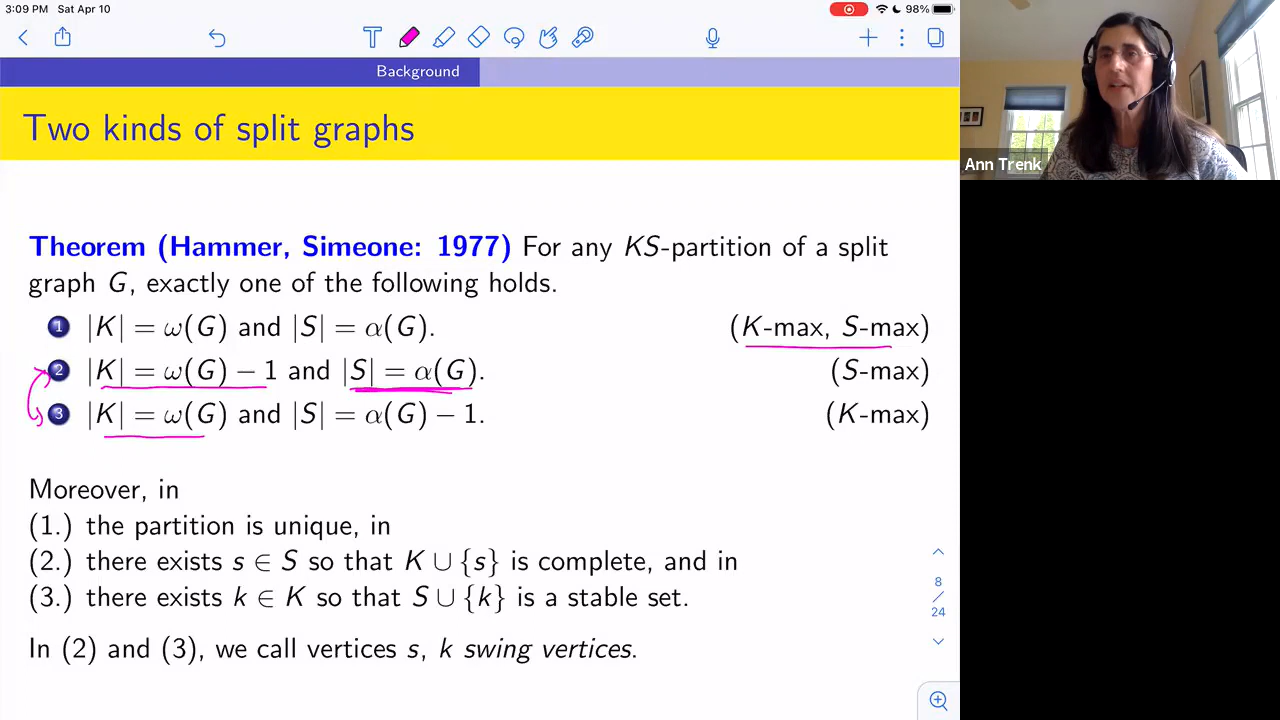 3:09 PM Sat Apr 10
98%
Background
Two kinds of split graphs
Ann Trenk
Theorem (Hammer, Simeone: 1977) For any KS-partition of a split
graph G, exactly one of the following holds.
1 |K| = ω(G) and |S| = α(G). (K-max, S-max)
2 |K| = ω(G) − 1 and |S| = α(G). (S-max)
3 |K| = ω(G) and |S| = α(G) − 1. (K-max)
Moreover, in
(1.) the partition is unique, in
(2.) there exists s ∈ S so that K ∪ {s} is complete, and in
(3.) there exists k ∈ K so that S ∪ {k} is a stable set.
In (2) and (3), we call vertices s, k swing vertices.
8
/
24